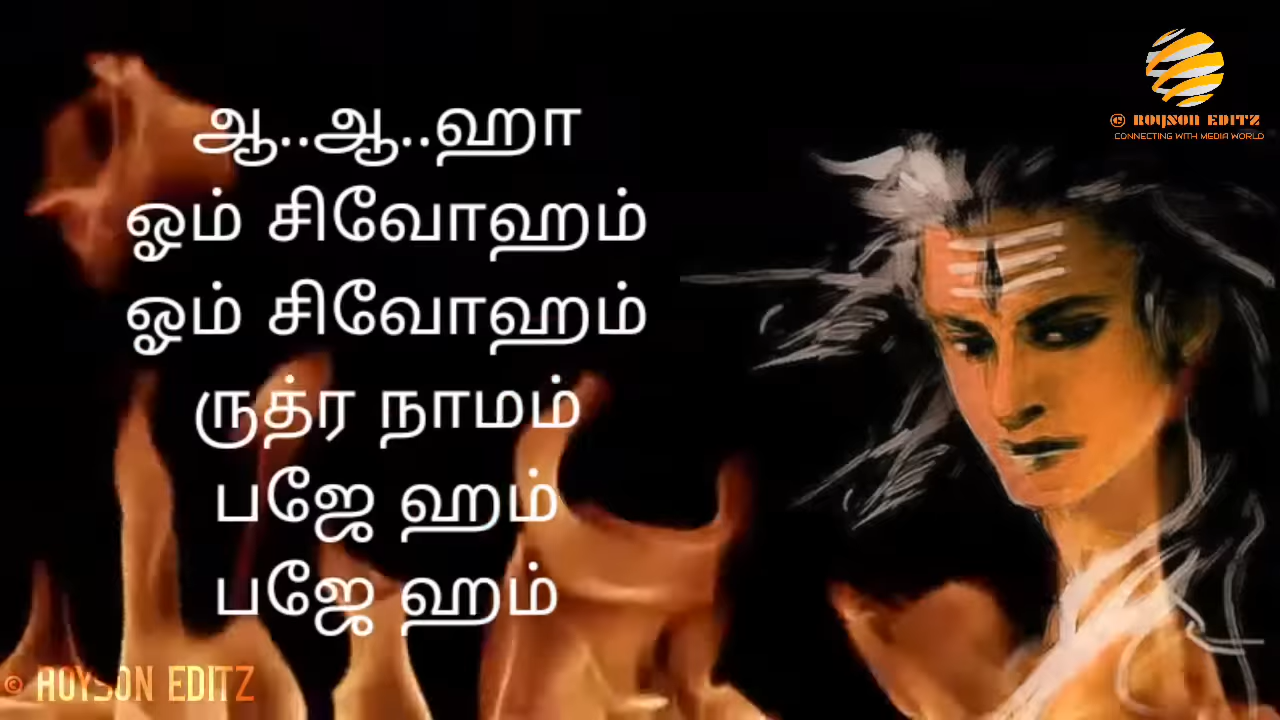 © ROYSON EDITZ
CONNECTING WITH MEDIA WORLD
ஆ..ஆ..ஹா
ஓம் சிவோஹம்
ஓம் சிவோஹம்
ருத்ர நாமம்
பஜே ஹம்
பஜே ஹம்
© ROYSON EDITZ